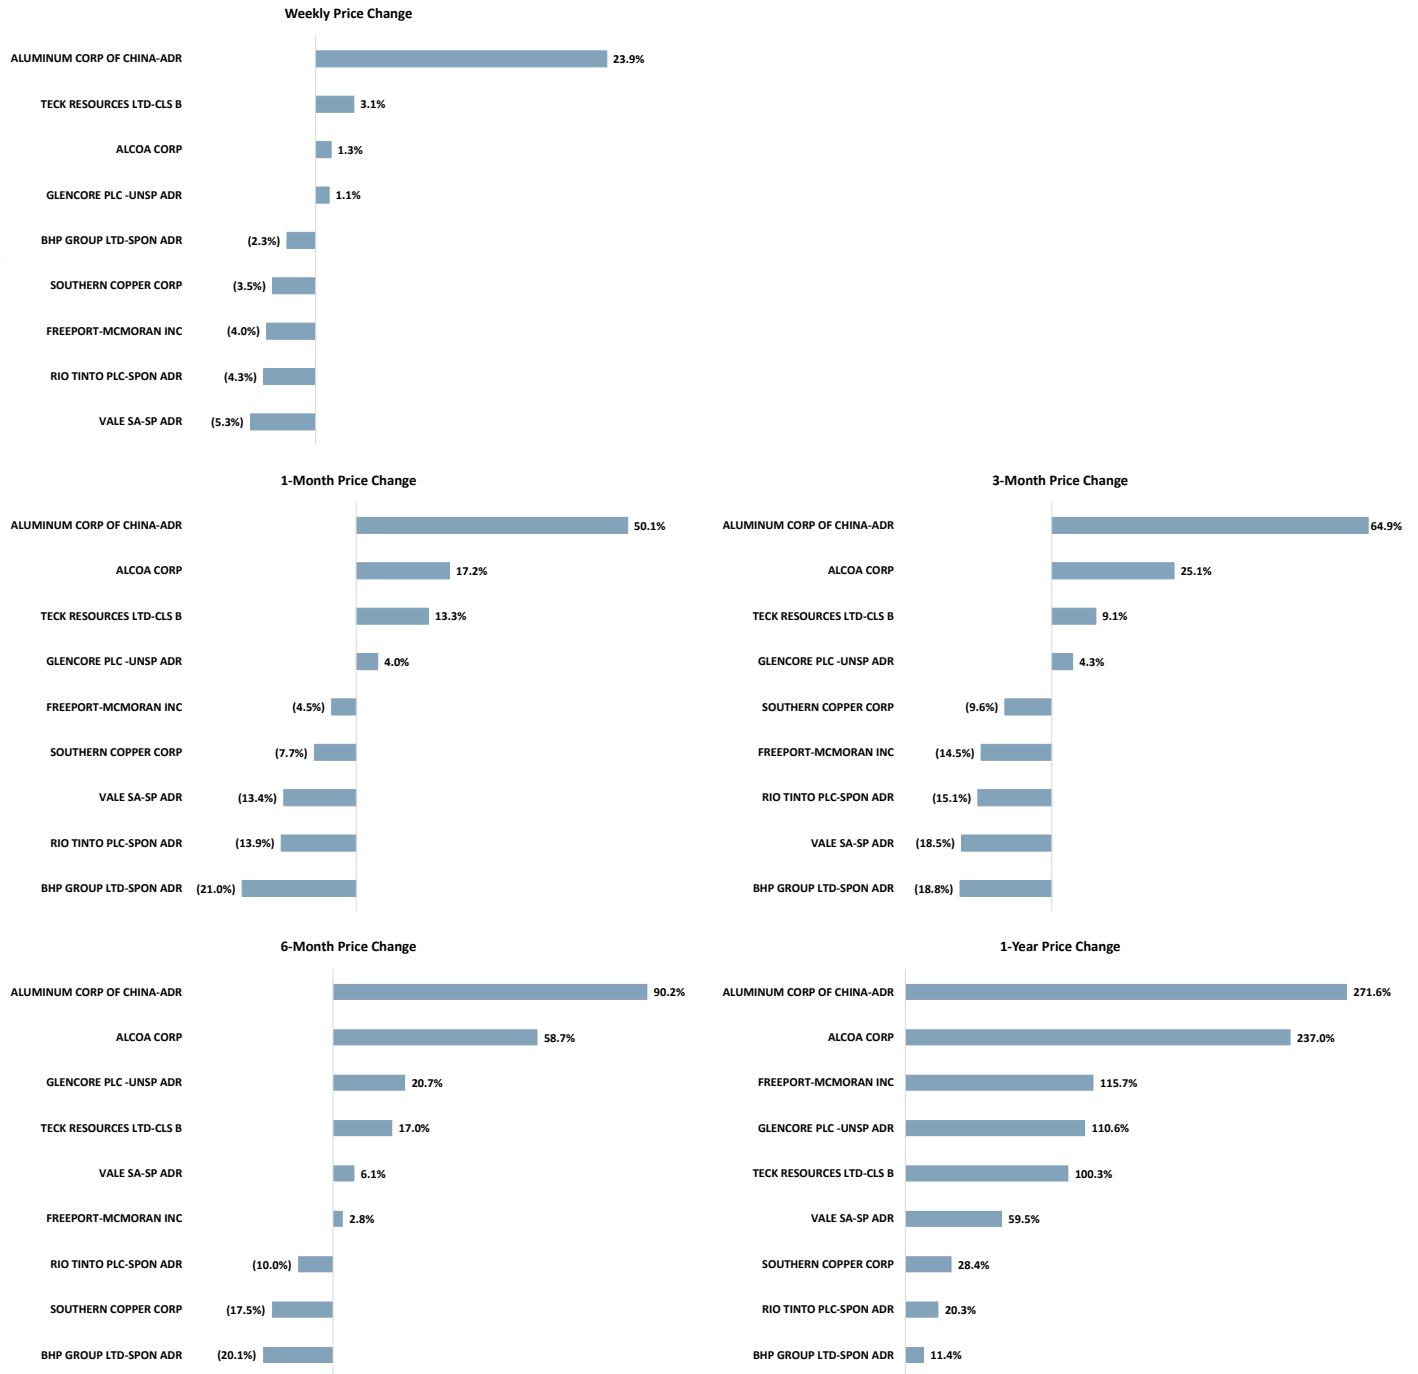 Weekly Price Change
ALUMINUM CORP OF CHINA-ADR 23.9%
TECK RESOURCES LTD-CLS B 3.1%
ALCOA CORP 1.3%
GLENCORE PLC -UNSP ADR 1.1%
BHP GROUP LTD-SPON ADR (2.3%)
SOUTHERN COPPER CORP (3.5%)
FREEPORT-MCMORAN INC (4.0%)
RIO TINTO PLC-SPON ADR (4.3%)
VALE SA-SP ADR (5.3%)
1-Month Price Change
ALUMINUM CORP OF CHINA-ADR 50.1%
ALCOA CORP 17.2%
TECK RESOURCES LTD-CLS B 13.3%
GLENCORE PLC -UNSP ADR 4.0%
FREEPORT-MCMORAN INC (4.5%)
SOUTHERN COPPER CORP (7.7%)
VALE SA-SP ADR (13.4%)
RIO TINTO PLC-SPON ADR (13.9%)
BHP GROUP LTD-SPON ADR (21.0%)
3-Month Price Change
ALUMINUM CORP OF CHINA-ADR 64.9%
ALCOA CORP 25.1%
TECK RESOURCES LTD-CLS B 9.1%
GLENCORE PLC -UNSP ADR 4.3%
SOUTHERN COPPER CORP (9.6%)
FREEPORT-MCMORAN INC (14.5%)
RIO TINTO PLC-SPON ADR (15.1%)
VALE SA-SP ADR (18.5%)
BHP GROUP LTD-SPON ADR (18.8%)
6-Month Price Change
ALUMINUM CORP OF CHINA-ADR 90.2%
ALCOA CORP 58.7%
GLENCORE PLC -UNSP ADR 20.7%
TECK RESOURCES LTD-CLS B 17.0%
VALE SA-SP ADR 6.1%
FREEPORT-MCMORAN INC 2.8%
RIO TINTO PLC-SPON ADR (10.0%)
SOUTHERN COPPER CORP (17.5%)
BHP GROUP LTD-SPON ADR (20.1%)
1-Year Price Change
ALUMINUM CORP OF CHINA-ADR 271.6%
ALCOA CORP 237.0%
FREEPORT-MCMORAN INC 115.7%
GLENCORE PLC -UNSP ADR 110.6%
TECK RESOURCES LTD-CLS B 100.3%
VALE SA-SP ADR 59.5%
SOUTHERN COPPER CORP 28.4%
RIO TINTO PLC-SPON ADR 20.3%
BHP GROUP LTD-SPON ADR 11.4%